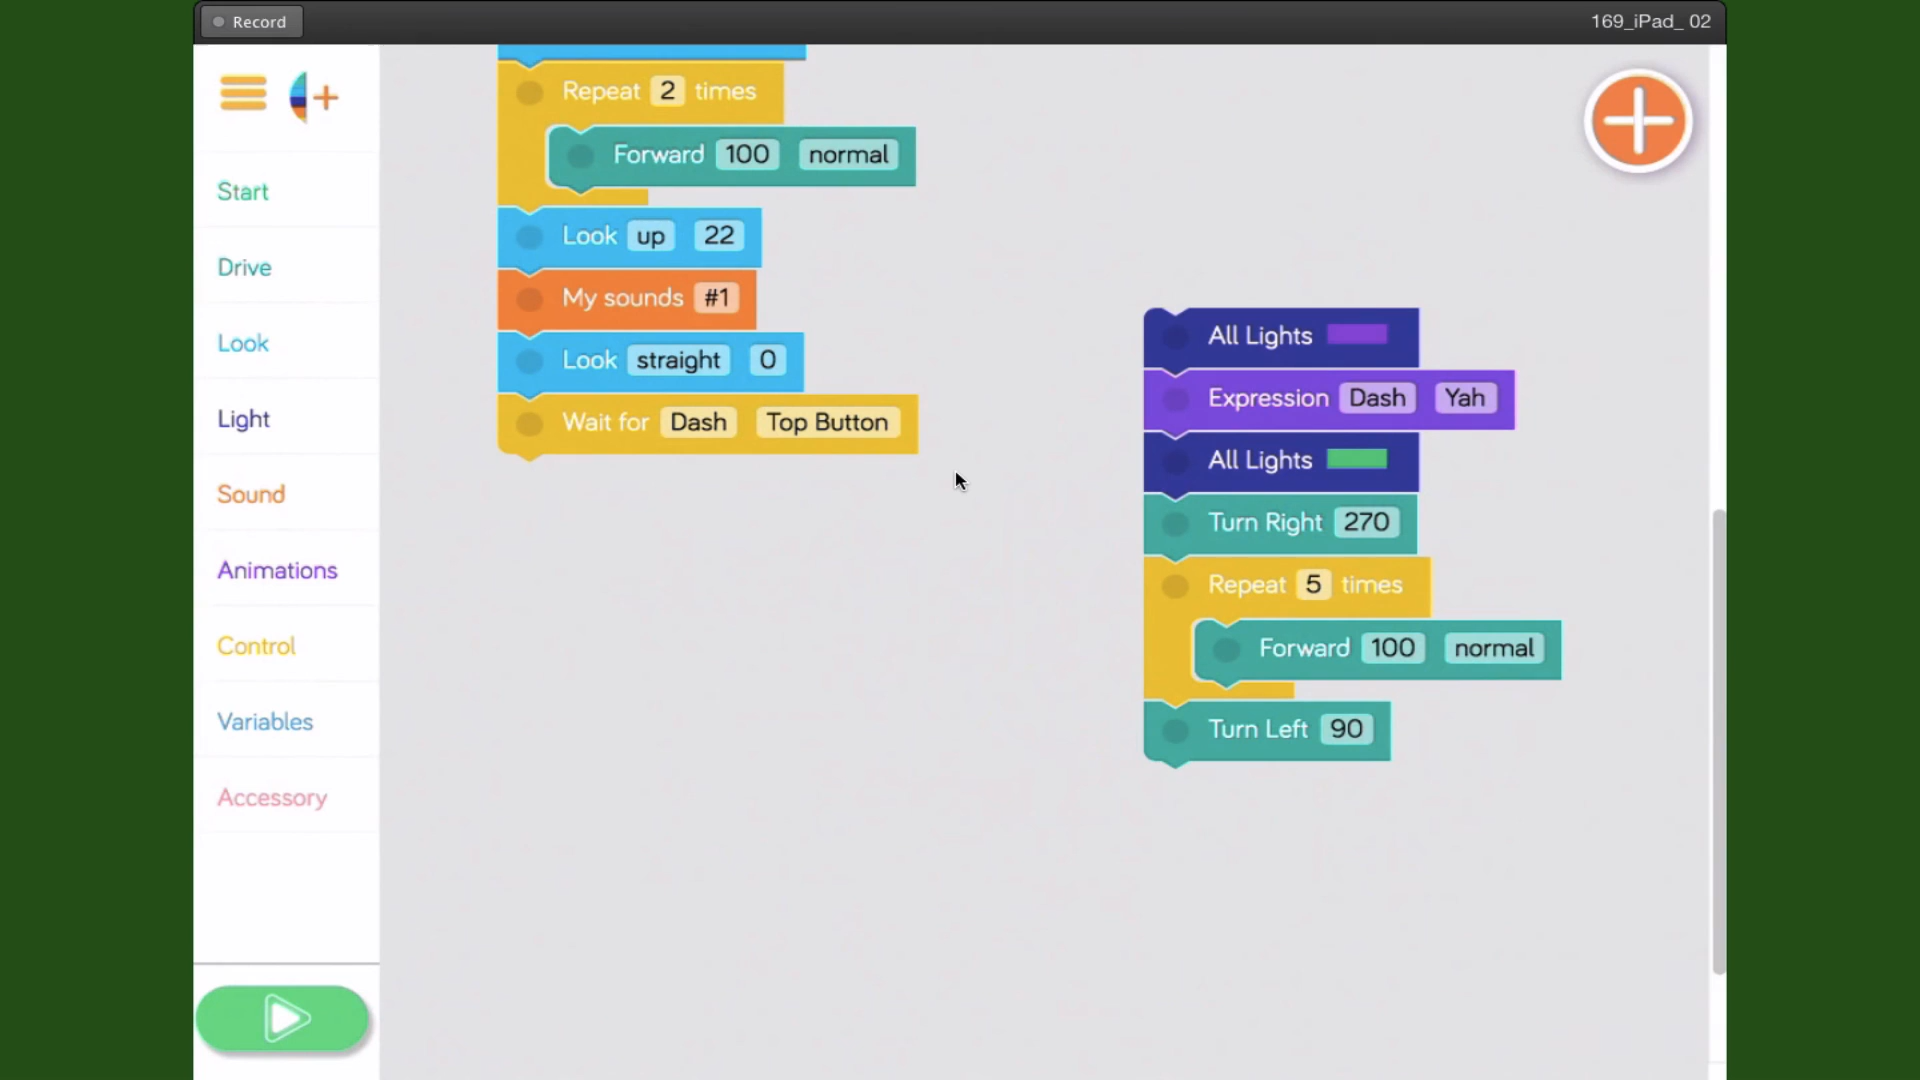 Record
169_iPad_ 02
Start
Drive
Look
Light
Sound
Animations
Control
Variables
Accessory
Repeat 2 times
Forward 100 normal
Look up 22
My sounds #1
Look straight 0
Wait for Dash Top Button
All Lights
Expression Dash Yah
All Lights
Turn Right 270
Repeat 5 times
Forward 100 normal
Turn Left 90